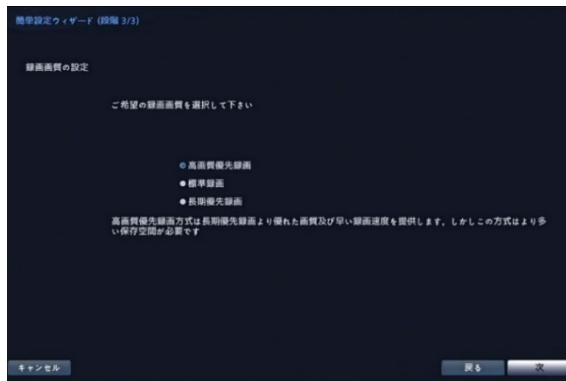 簡単設定ウィザード (段階 3/3)
録画画質の設定
ご希望の録画画質を選択して下さい
高画質優先録画
標準録画
長期優先録画
高画質優先録画方式は長期優先録画より優れた画質及び早い録画速度を提供します。しかしこの方式はより多
い保存空間が必要です
キャンセル
戻る
次